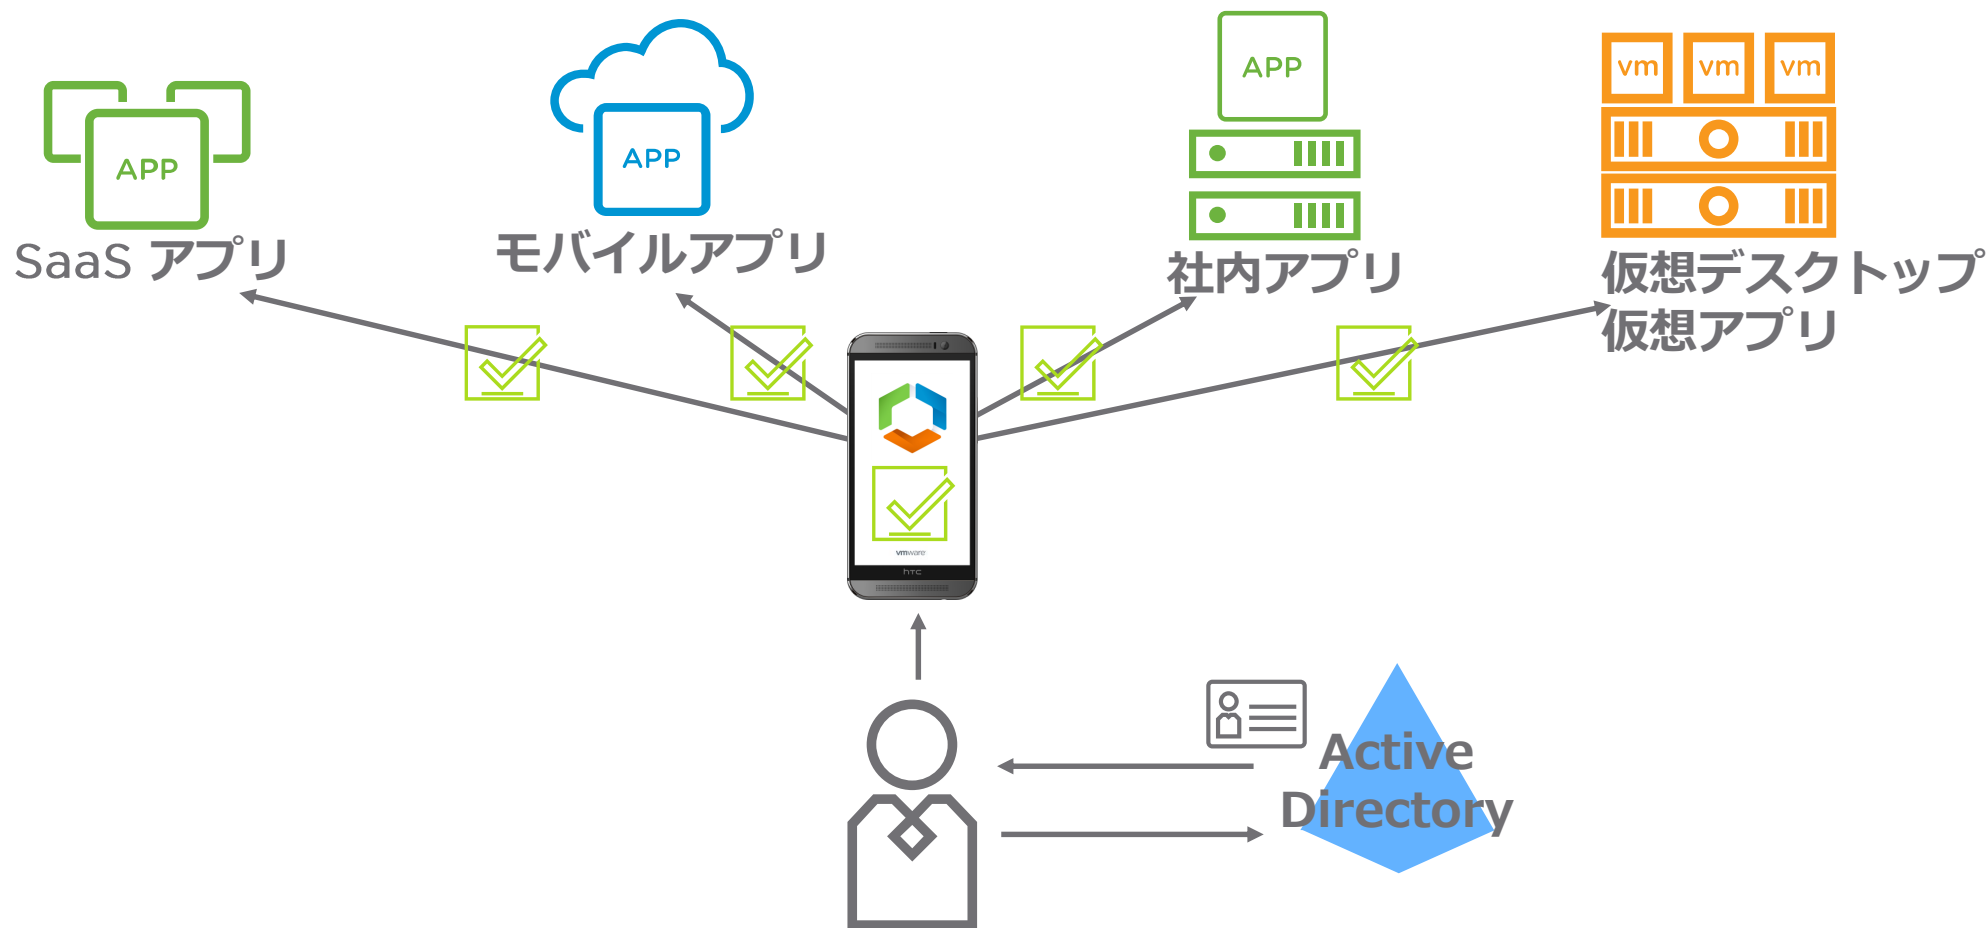 APP
SaaS アプリ
APP
モバイルアプリ
APP
社内アプリ
vm vm vm
仮想デスクトップ
仮想アプリ
vmware
hTC
Active
Directory